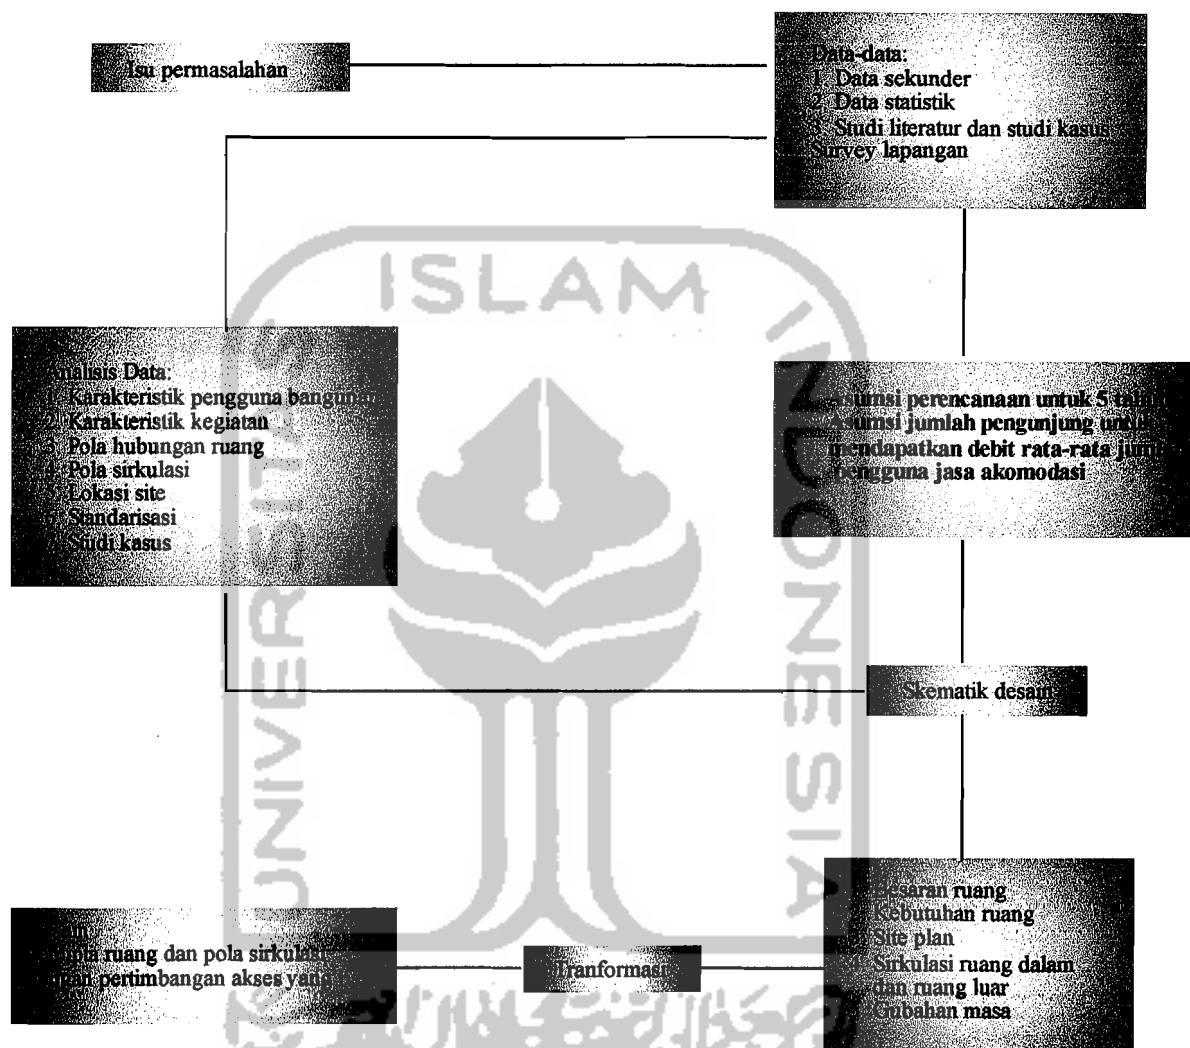 Isu permasalahan
Data-data:
1. Data sekunder
2. Data statistik
3. Studi literatur dan studi kasus
Survey lapangan
Analisis Data:
1. Karakteristik pengguna
2. Karakteristik kegiatan
3. Pola hubungan ruang
4. Pola sirkulasi
5. Lokasi site
6. Standarisasi
Studi kasus
Asumsi perencanaan untuk 5
Asumsi jumlah pengunjung
mendapatkan debit rata-rata
pengguna jasa akomodasi
Skematik desain
Besaran ruang
Kebutuhan ruang
Site plan
Sirkulasi ruang dalam
dan ruang luar
Gubahan masa
Tranformasi
ruang dan pola sirkulasi
pertimbangan akses yang
UNIVERSITAS
ISLAM
INDONESIA